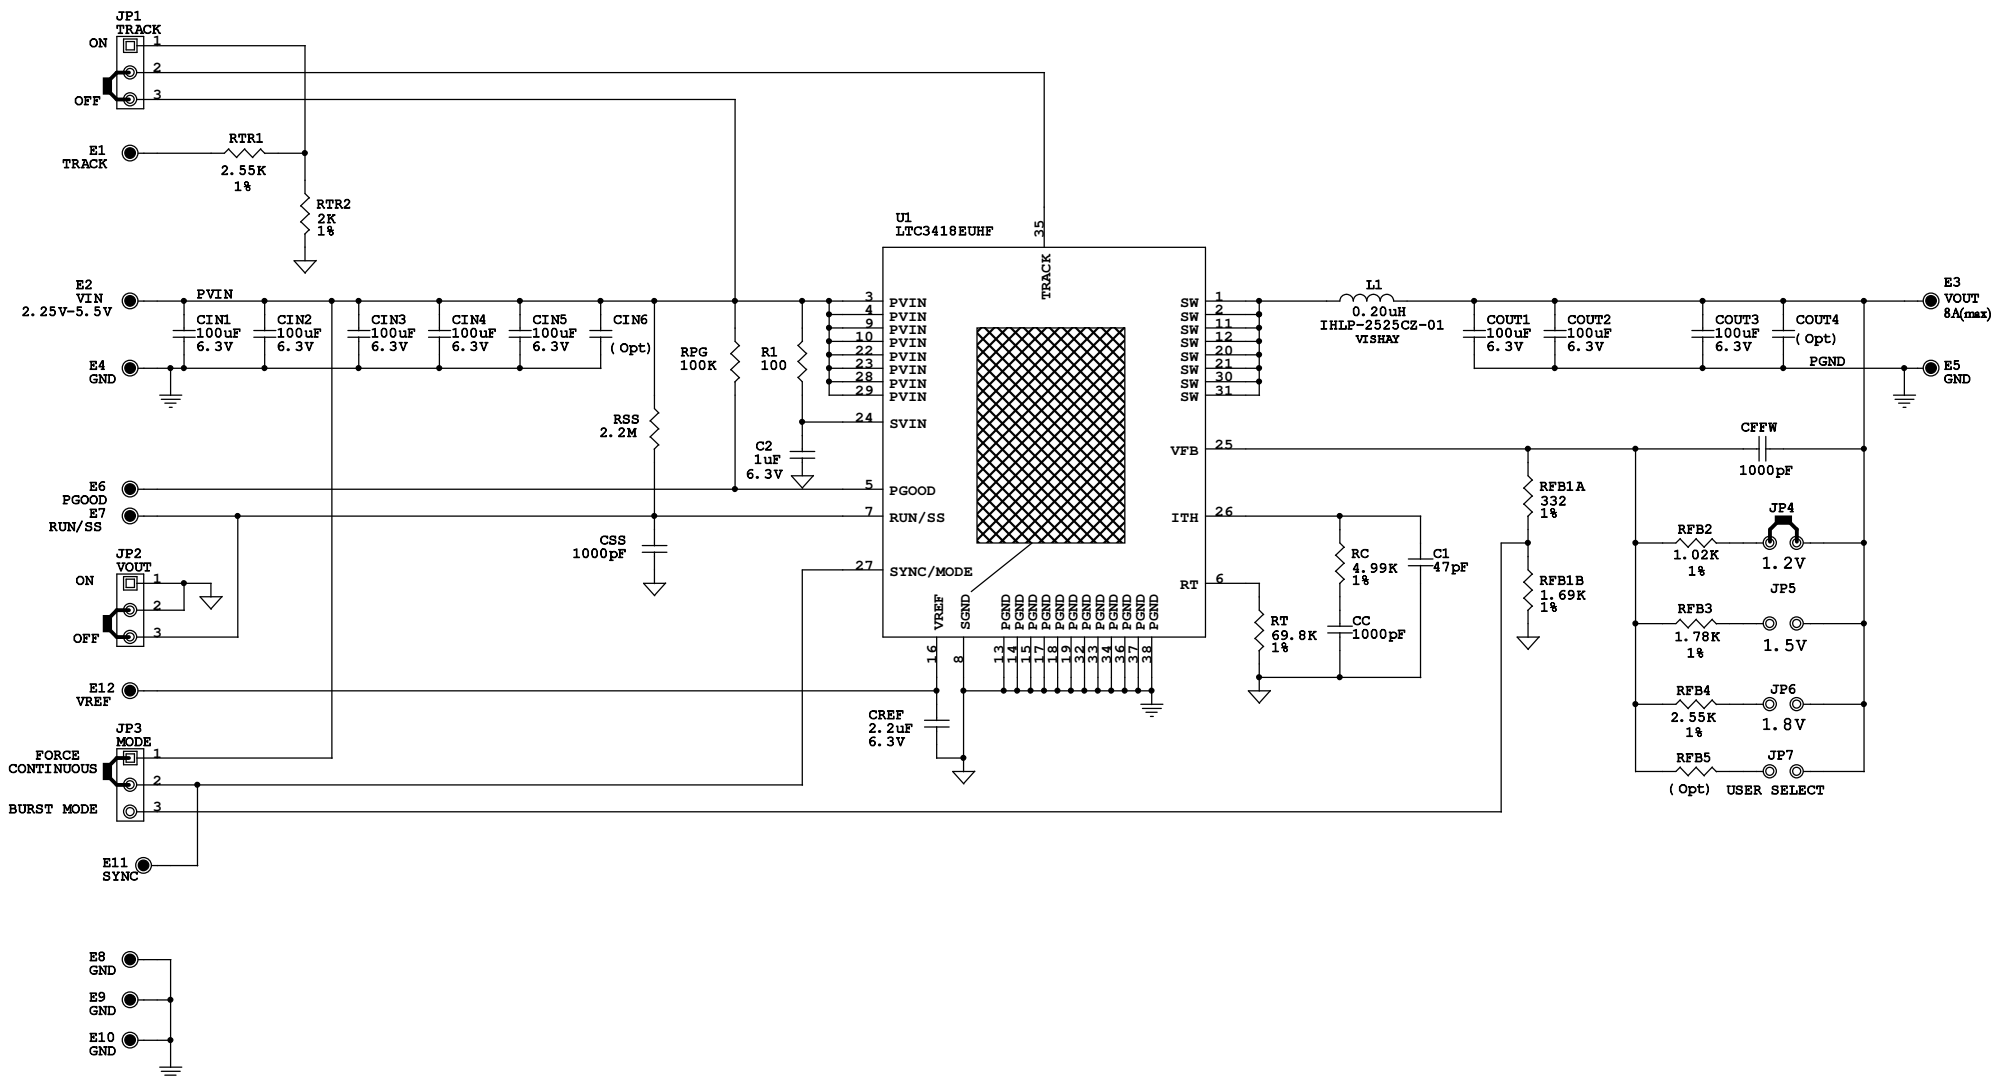 JP1
TRACK
ON
1
2
OFF
3
E1
TRACK
RTR1
2.55K
1%
RTR2
2K
1%
U1
LTC3418EUHF
35
TRACK
E2
VIN
2.25V-5.5V
PVIN
CIN1
100uF
6.3V
CIN2
100uF
6.3V
CIN3
100uF
6.3V
CIN4
100uF
6.3V
CIN5
100uF
6.3V
CIN6
(Opt)
E4
GND
RPG
100K
R1
100
RSS
2.2M
C2
1uF
6.3V
3 PVIN
4 PVIN
9 PVIN
10 PVIN
22 PVIN
23 PVIN
28 PVIN
29 PVIN
24 SVIN
5 PGOOD
7 RUN/SS
27 SYNC/MODE
SW 1
SW 2
SW 11
SW 12
SW 20
SW 21
SW 30
SW 31
VFB 25
ITH 26
RT 6
VREF
16
SGND
8
PGND
13
PGND
14
PGND
15
PGND
17
PGND
18
PGND
19
PGND
32
PGND
33
PGND
34
PGND
36
PGND
37
PGND
38
L1
0.20uH
IHLP-2525CZ-01
VISHAY
COUT1
100uF
6.3V
COUT2
100uF
6.3V
COUT3
100uF
6.3V
COUT4
(Opt)
PGND
E3
VOUT
8A(max)
E5
GND
E6
PGOOD
E7
RUN/SS
CSS
1000pF
JP2
VOUT
ON
1
2
OFF
3
CFFW
1000pF
RFB1A
332
1%
RFB1B
1.69K
1%
RC
4.99K
1%
C1
47pF
CC
1000pF
RT
69.8K
1%
RFB2
1.02K
1%
JP4
1.2V
JP5
RFB3
1.78K
1%
1.5V
RFB4
2.55K
1%
JP6
1.8V
RFB5
(Opt)
JP7
USER SELECT
E12
VREF
CREF
2.2uF
6.3V
JP3
MODE
FORCE
CONTINUOUS
1
2
BURST MODE
3
E11
SYNC
E8
GND
E9
GND
E10
GND